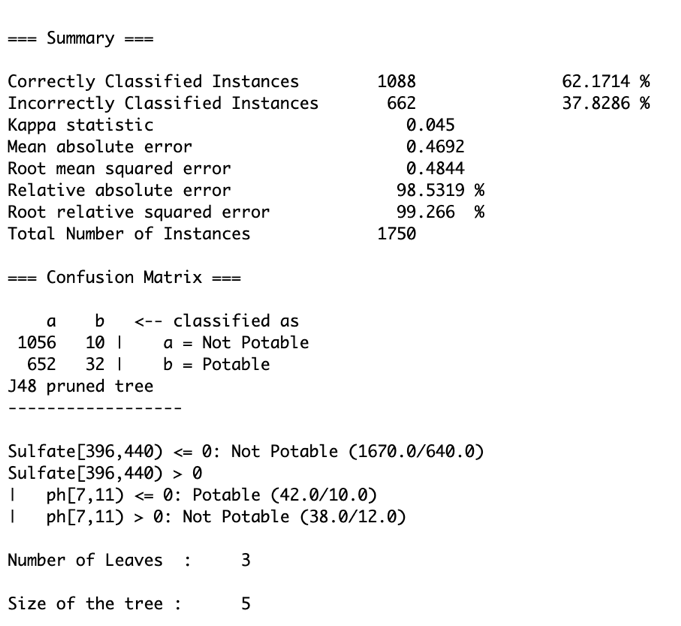 === Summary ===
Correctly Classified Instances 1088 62.1714 %
Incorrectly Classified Instances 662 37.8286 %
Kappa statistic 0.045
Mean absolute error 0.4692
Root mean squared error 0.4844
Relative absolute error 98.5319 %
Root relative squared error 99.266 %
Total Number of Instances 1750
=== Confusion Matrix ===
a b <-- classified as
1056 10 | a = Not Potable
652 32 | b = Potable
J48 pruned tree
------------------
Sulfate[396,440) <= 0: Not Potable (1670.0/640.0)
Sulfate[396,440) > 0
| ph[7,11) <= 0: Potable (42.0/10.0)
| ph[7,11) > 0: Not Potable (38.0/12.0)
Number of Leaves : 3
Size of the tree : 5